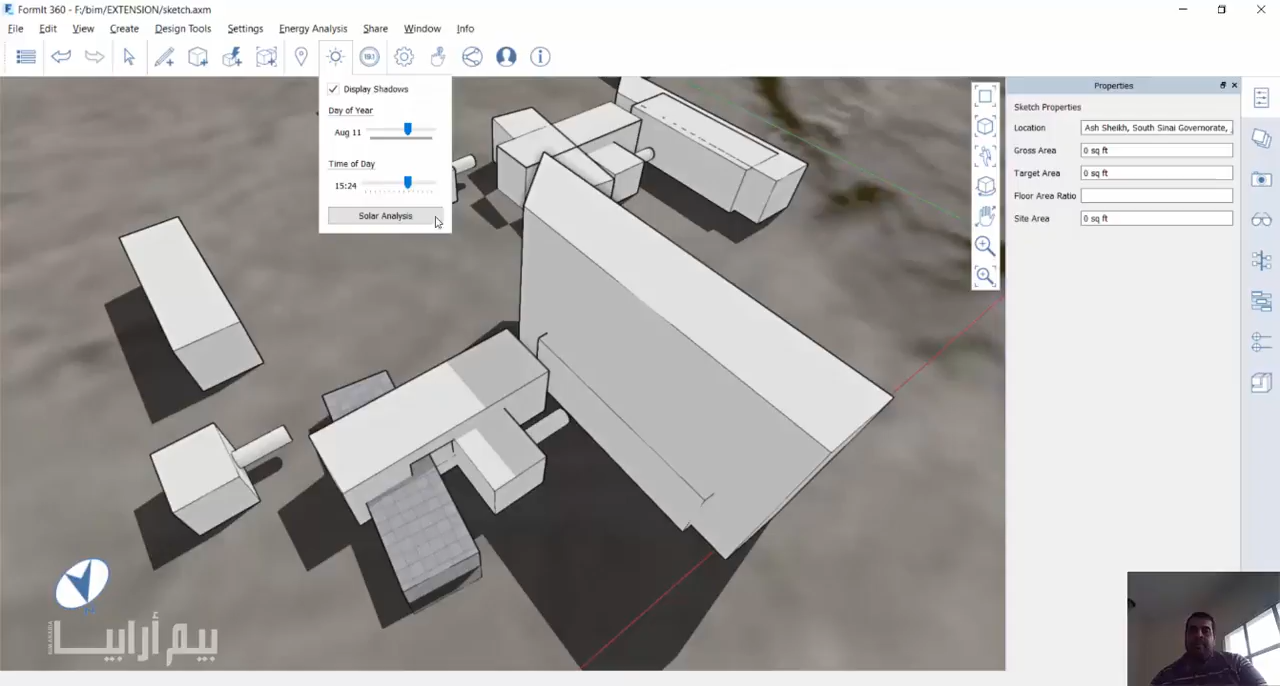 FormIt 360 - F:/bim/EXTENSION/sketch.axm
File Edit View Create Design Tools Settings Energy Analysis Share Window Info
Display Shadows
Day of Year
Aug 11
Time of Day
15:24
Solar Analysis
Properties
Sketch Properties
Location Ash Sheikh, South Sinai Governorate,
Gross Area 0 sq ft
Target Area 0 sq ft
Floor Area Ratio
Site Area 0 sq ft
بيم أرابيا